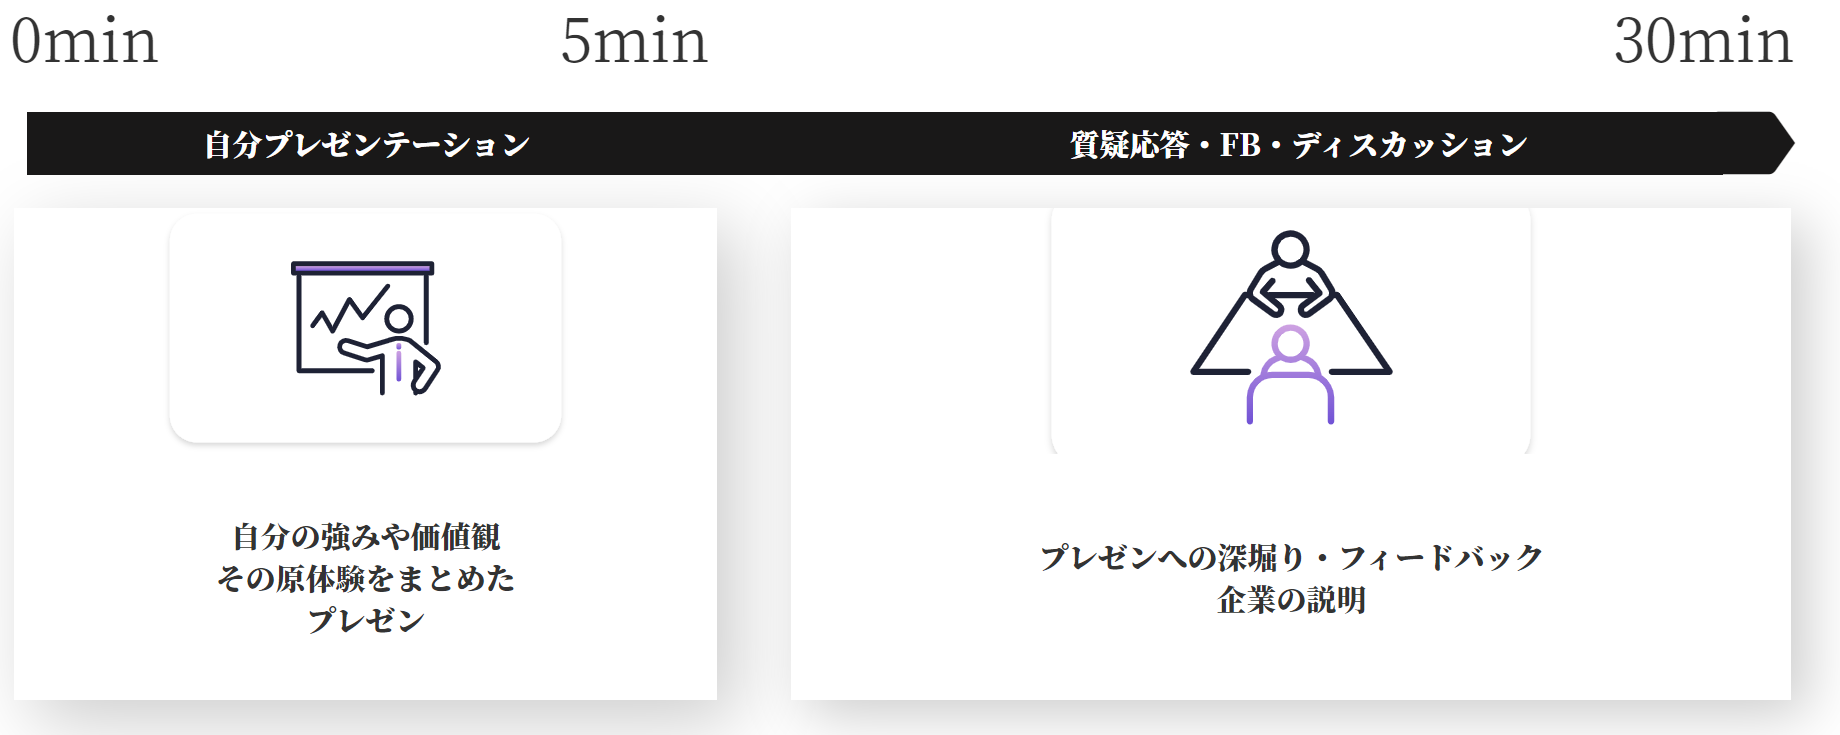 0min
5min
30min
自分プレゼンテーション
質疑応答・FB・ディスカッション
自分の強みや価値観
その原体験をまとめた
プレゼン
プレゼンへの深堀り・フィードバック
企業の説明